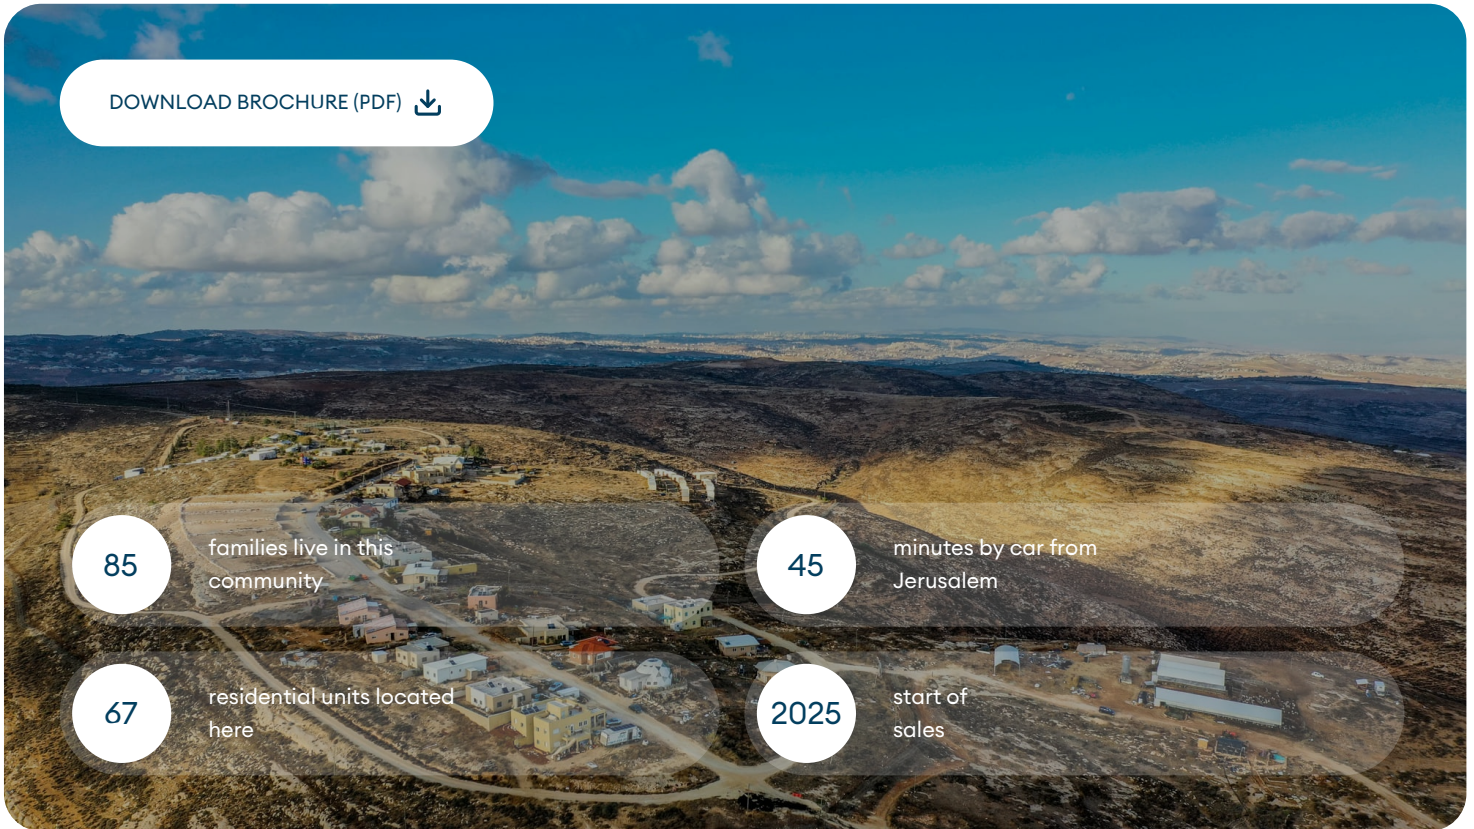 DOWNLOAD BROCHURE (PDF)
85
families live in this
community
45
minutes by car from
Jerusalem
67
residential units located
here
2025
start of
sales